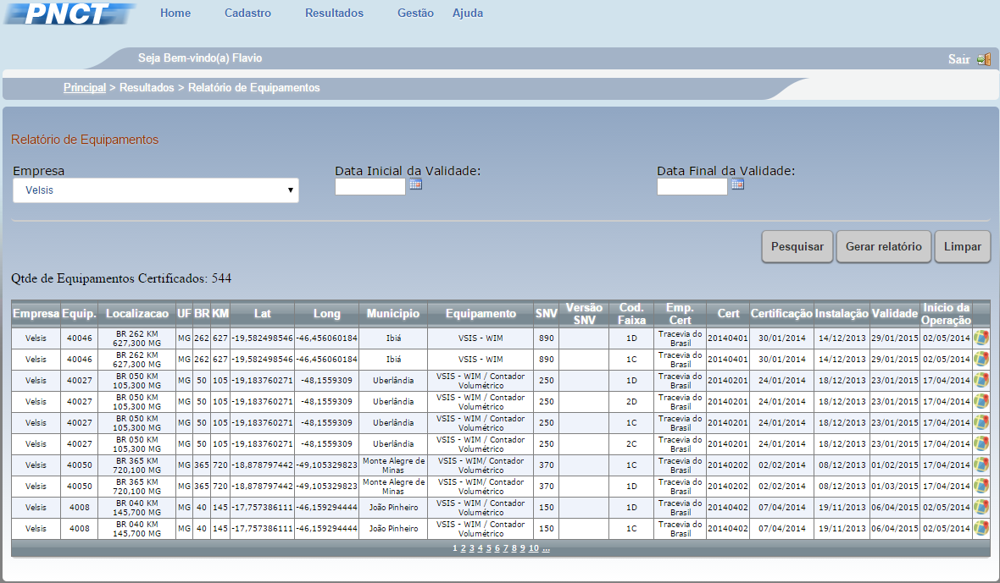 PNCT
Home Cadastro Resultados Gestão Ajuda
Seja Bem-vindo(a) Flavio
Sair
Principal > Resultados > Relatório de Equipamentos
Relatório de Equipamentos
Empresa Data Inicial da Validade: Data Final da Validade:
Velsis
Pesquisar Gerar relatório Limpar
Qtde de Equipamentos Certificados: 544
Empresa Equip. Localizacao UF BR KM Lat Long Municipio Equipamento SNV Versão SNV Cod. Faixa Emp. Cert Cert Certificação Instalação Validade Início da Operação
Velsis 40046 BR 262 KM 627,300 MG MG 262 627 -19,582498546 -46,456060184 Ibiá VSIS - WIM 890 1D Tracevia do Brasil 20140401 30/01/2014 14/12/2013 29/01/2015 02/05/2014
Velsis 40046 BR 262 KM 627,300 MG MG 262 627 -19,582498546 -46,456060184 Ibiá VSIS - WIM 890 1C Tracevia do Brasil 20140401 30/01/2014 14/12/2013 29/01/2015 02/05/2014
Velsis 40027 BR 050 KM 105,300 MG MG 50 105 -19,183760271 -48,1559309 Uberlândia VSIS - WIM / Contador Volumétrico 250 1D Tracevia do Brasil 20140201 24/01/2014 18/12/2013 23/01/2015 17/04/2014
Velsis 40027 BR 050 KM 105,300 MG MG 50 105 -19,183760271 -48,1559309 Uberlândia VSIS - WIM / Contador Volumétrico 250 2D Tracevia do Brasil 20140201 24/01/2014 18/12/2013 23/01/2015 17/04/2014
Velsis 40027 BR 050 KM 105,300 MG MG 50 105 -19,183760271 -48,1559309 Uberlândia VSIS - WIM / Contador Volumétrico 250 1C Tracevia do Brasil 20140201 24/01/2014 18/12/2013 23/01/2015 17/04/2014
Velsis 40027 BR 050 KM 105,300 MG MG 50 105 -19,183760271 -48,1559309 Uberlândia VSIS - WIM / Contador Volumétrico 250 2C Tracevia do Brasil 20140201 24/01/2014 18/12/2013 23/01/2015 17/04/2014
Velsis 40050 BR 365 KM 720,100 MG MG 365 720 -18,878797442 -49,105329823 Monte Alegre de Minas VSIS - WIM/ Contador Volumétrico 370 1C Tracevia do Brasil 20140202 02/02/2014 08/12/2013 01/02/2015 17/04/2014
Velsis 40050 BR 365 KM 720,100 MG MG 365 720 -18,878797442 -49,105329823 Monte Alegre de Minas VSIS - WIM/ Contador Volumétrico 370 1D Tracevia do Brasil 20140202 02/02/2014 08/12/2013 01/03/2015 17/04/2014
Velsis 4008 BR 040 KM 145,700 MG MG 40 145 -17,757386111 -46,159294444 João Pinheiro VSIS - WIM / Contador Volumétrico 150 1D Tracevia do Brasil 20140402 07/04/2014 19/11/2013 06/04/2015 02/05/2014
Velsis 4008 BR 040 KM 145,700 MG MG 40 145 -17,757386111 -46,159294444 João Pinheiro VSIS - WIM / Contador Volumétrico 150 1C Tracevia do Brasil 20140402 07/04/2014 19/11/2013 06/04/2015 02/05/2014
1 2 3 4 5 6 7 8 9 10 ...